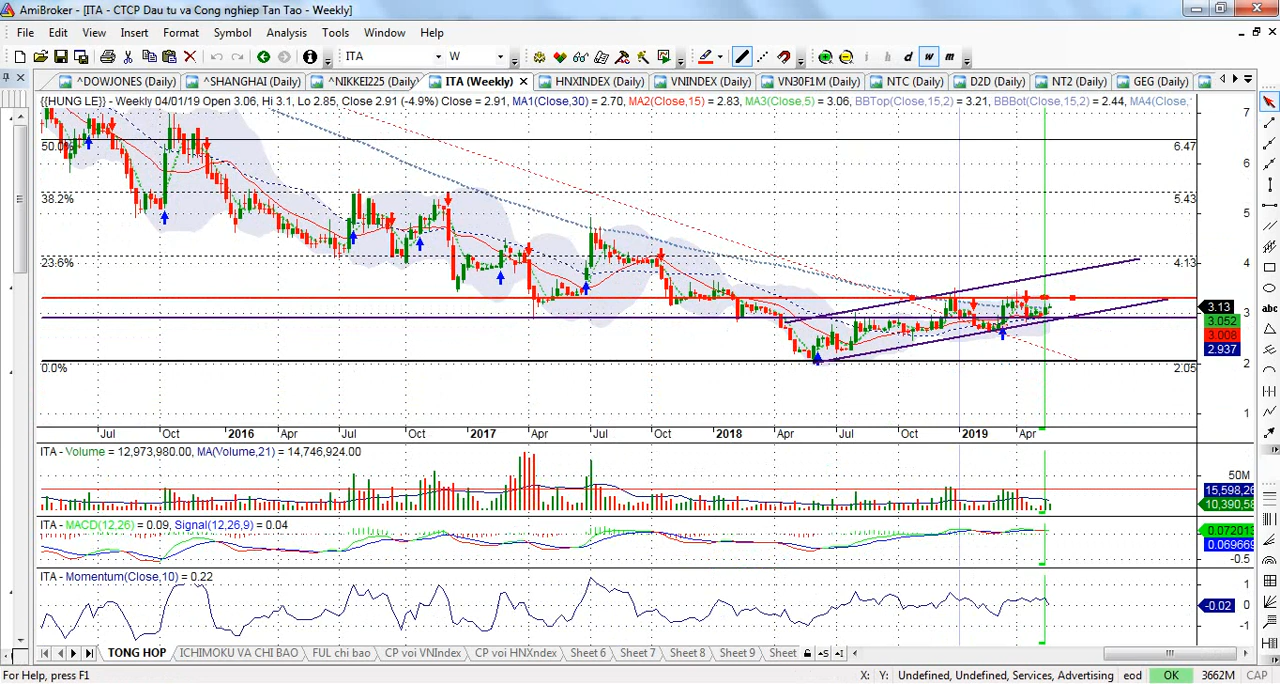 AmiBroker - [ITA - CTCP Dau tu va Cong nghiep Tan Tao - Weekly]
File Edit View Insert Format Symbol Analysis Tools Window Help
ITA W h d w m
^DOWJONES (Daily) ^SHANGHAI (Daily) ^NIKKEI225 (Daily) ITA (Weekly) HNXINDEX (Daily) VNINDEX (Daily) VN30F1M (Daily) NTC (Daily) D2D (Daily) NT2 (Daily) GEG (Daily)
{{HUNG LE}} - Weekly 04/01/19 Open 3.06, Hi 3.1, Lo 2.85, Close 2.91 (-4.9%) Close = 2.91, MA1(Close,30) = 2.70, MA2(Close,15) = 2.83, MA3(Close,5) = 3.06, BBTop(Close,15,2) = 3.21, BBBot(Close,15,2) = 2.44, MA4(Close,
7
50.0% 6.47
6
38.2% 5.43
5
23.6% 4.13
4
3.13
3
3.052
3.008
2.937
0.0% 2.05
2
1
Jul Oct 2016 Apr Jul Oct 2017 Apr Jul Oct 2018 Apr Jul Oct 2019 Apr
ITA - Volume = 12,973,980.00, MA(Volume,21) = 14,746,924.00
50M
15,598,26
10,390,58
ITA - MACD(12,26) = 0.09, Signal(12,26,9) = 0.04
0.072013
0.069669
-0.5
ITA - Momentum(Close,10) = 0.22
1
0
-0.02
-1
TONG HOP ICHIMOKU VA CHI BAO FUL chi bao CP voi VNIndex CP voi HNXIndex Sheet 6 Sheet 7 Sheet 8 Sheet 9 Sheet
For Help, press F1 X: Y: Undefined, Undefined, Services, Advertising eod OK 3662M CAP
abc